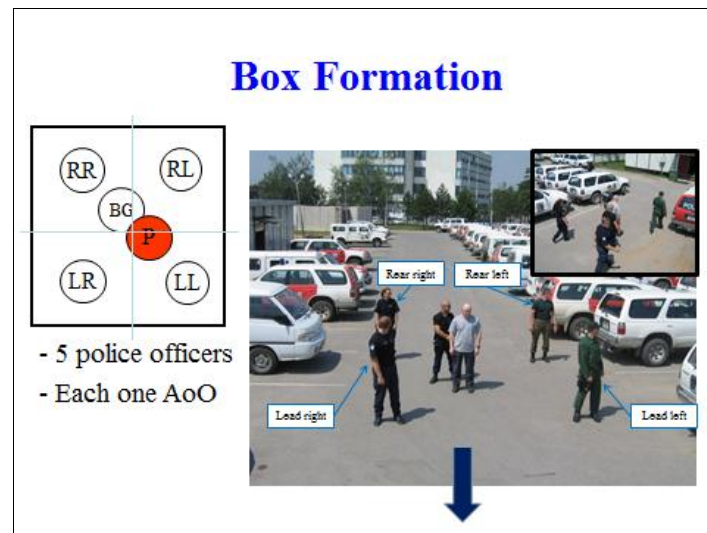 Box Formation
RR
RL
BG
P
LR
LL
- 5 police officers
- Each one AoO
Rear right
Rear left
Lead right
Lead left